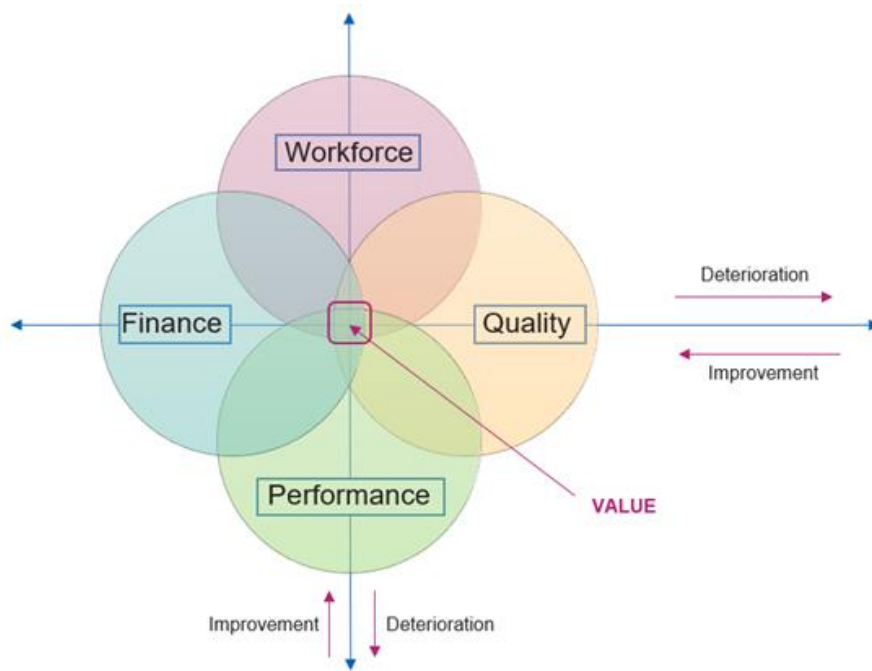 Workforce
Deterioration
Finance
Quality
Improvement
Performance
VALUE
Improvement
Deterioration